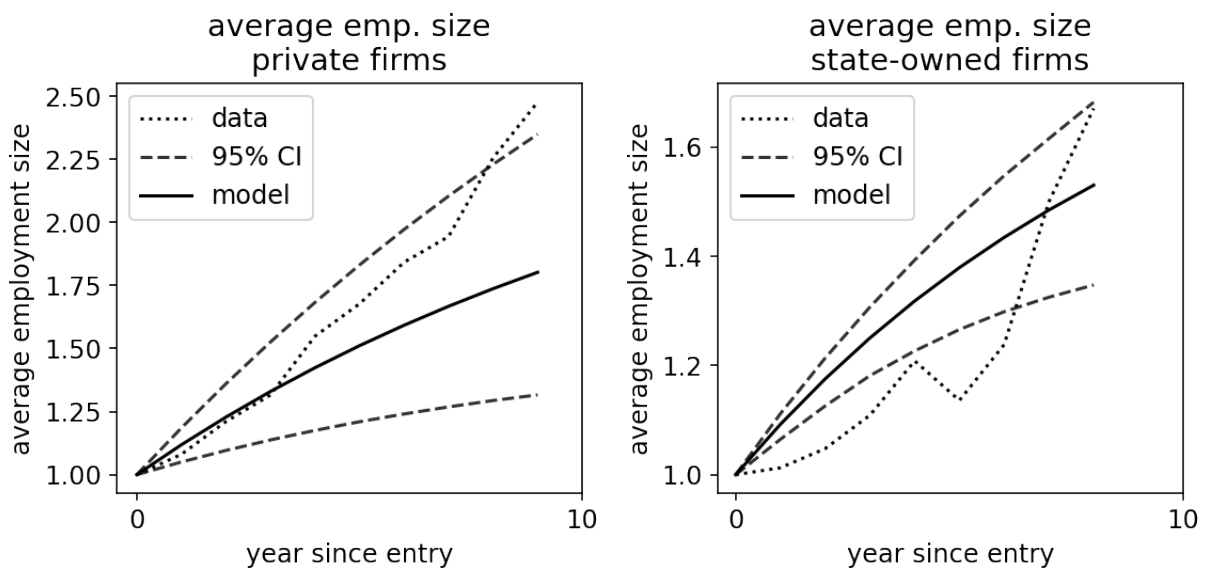 average emp. size
private firms
average employment size
2.50
2.25
2.00
1.75
1.50
1.25
1.00
data
95% CI
model
0
10
year since entry
average emp. size
state-owned firms
average employment size
1.6
1.4
1.2
1.0
data
95% CI
model
0
10
year since entry